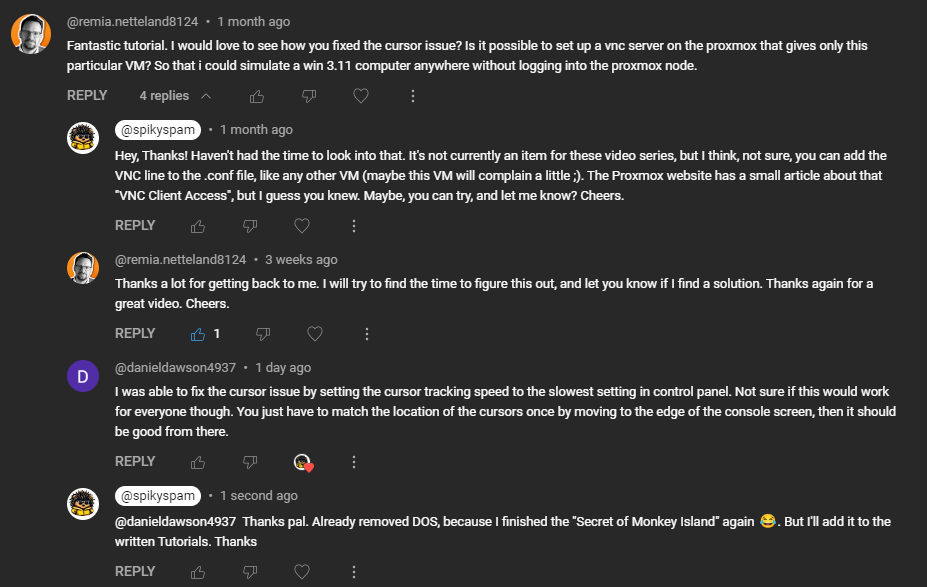 @remia.netteland8124 • 1 month ago
Fantastic tutorial. I would love to see how you fixed the cursor issue? Is it possible to set up a vnc server on the proxmox that gives only this
particular VM? So that i could simulate a win 3.11 computer anywhere without logging into the proxmox node.
REPLY 4 replies
@spikyspam • 1 month ago
Hey, Thanks! Haven't had the time to look into that. It's not currently an item for these video series, but I think, not sure, you can add the
VNC line to the .conf file, like any other VM (maybe this VM will complain a little ;). The Proxmox website has a small article about that
"VNC Client Access", but I guess you knew. Maybe, you can try, and let me know? Cheers.
REPLY
@remia.netteland8124 • 3 weeks ago
Thanks a lot for getting back to me. I will try to find the time to figure this out, and let you know if I find a solution. Thanks again for a
great video. Cheers.
REPLY 1
D
@danieldawson4937 • 1 day ago
I was able to fix the cursor issue by setting the cursor tracking speed to the slowest setting in control panel. Not sure if this would work
for everyone though. You just have to match the location of the cursors once by moving to the edge of the console screen, then it should
be good from there.
REPLY
@spikyspam • 1 second ago
@danieldawson4937 Thanks pal. Already removed DOS, because I finished the "Secret of Monkey Island" again 😂. But I'll add it to the
written Tutorials. Thanks
REPLY